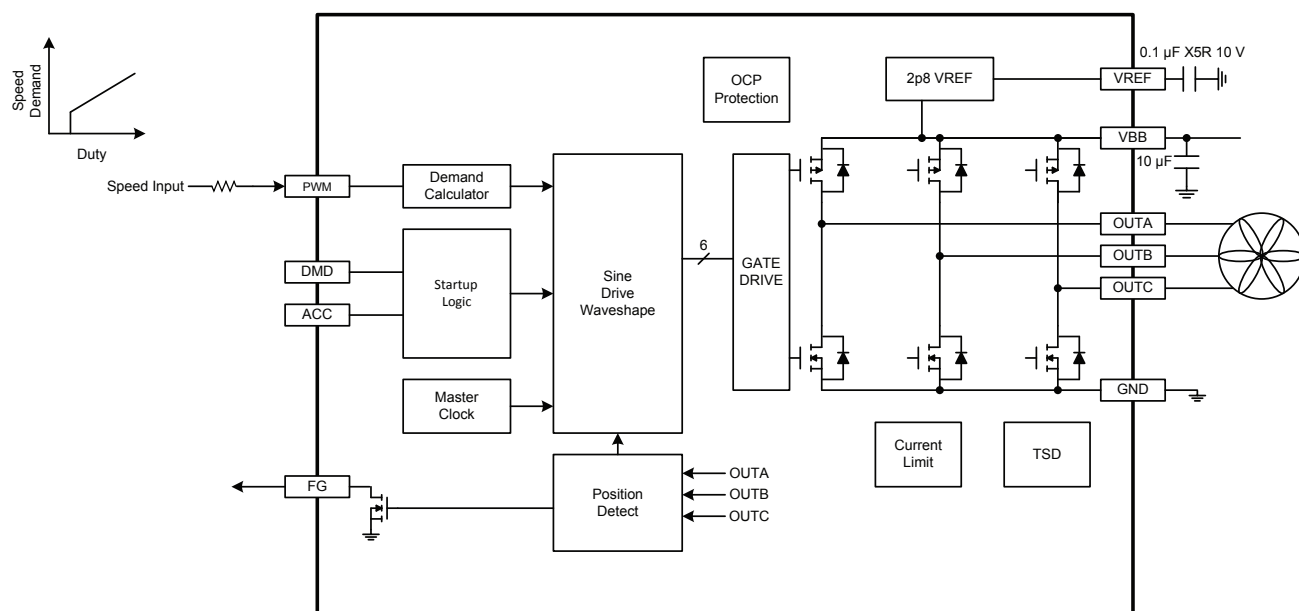 Speed
Demand
Duty
Speed Input
PWM
DMD
ACC
FG
Demand
Calculator
Startup
Logic
Master
Clock
Sine
Drive
Waveshape
Position
Detect
OUTA
OUTB
OUTC
6
GATE
DRIVE
OCP
Protection
2p8 VREF
Current
Limit
TSD
0.1 µF X5R 10 V
VREF
VBB
10 µF
OUTA
OUTB
OUTC
GND